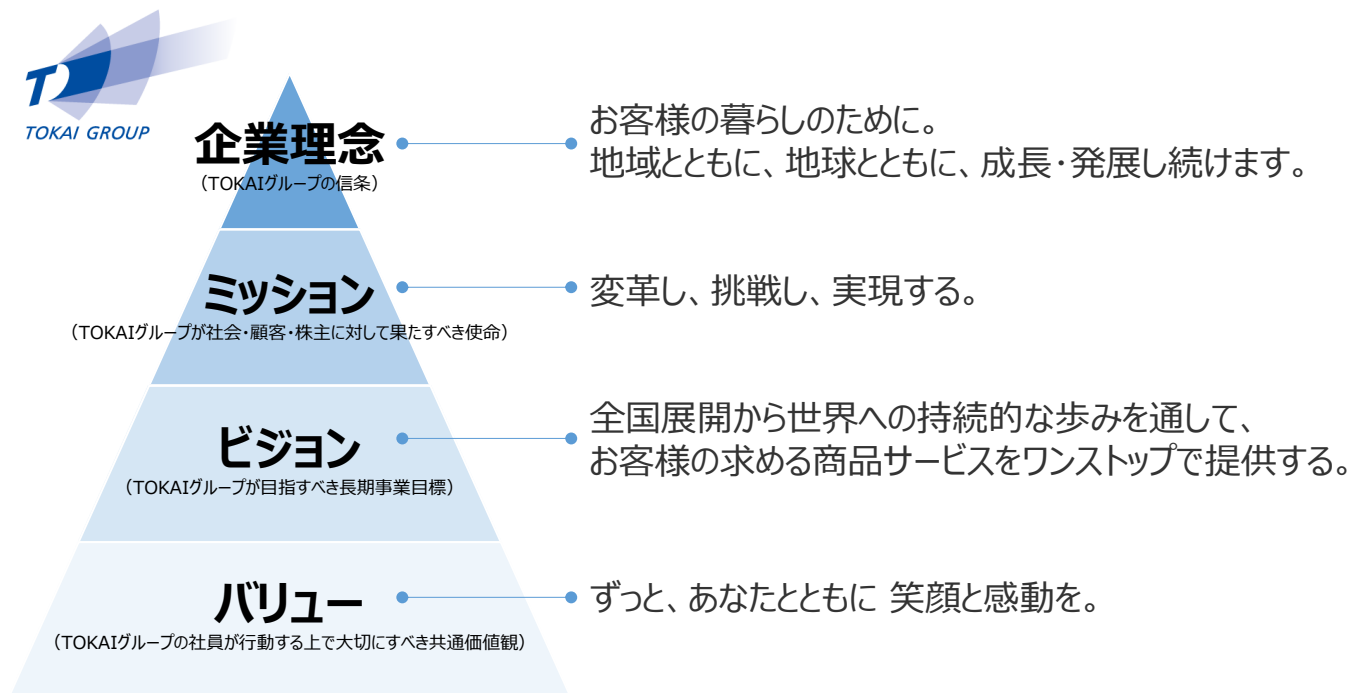 TOKAI GROUP
企業理念
（TOKAIグループの信条）
お客様の暮らしのために。
地域とともに、地球とともに、成長・発展し続けます。
ミッション
（TOKAIグループが社会・顧客・株主に対して果たすべき使命）
変革し、挑戦し、実現する。
ビジョン
（TOKAIグループが目指すべき長期事業目標）
全国展開から世界への持続的な歩みを通して、
お客様の求める商品サービスをワンストップで提供する。
バリュー
（TOKAIグループの社員が行動する上で大切にすべき共通価値観）
ずっと、あなたとともに 笑顔と感動を。